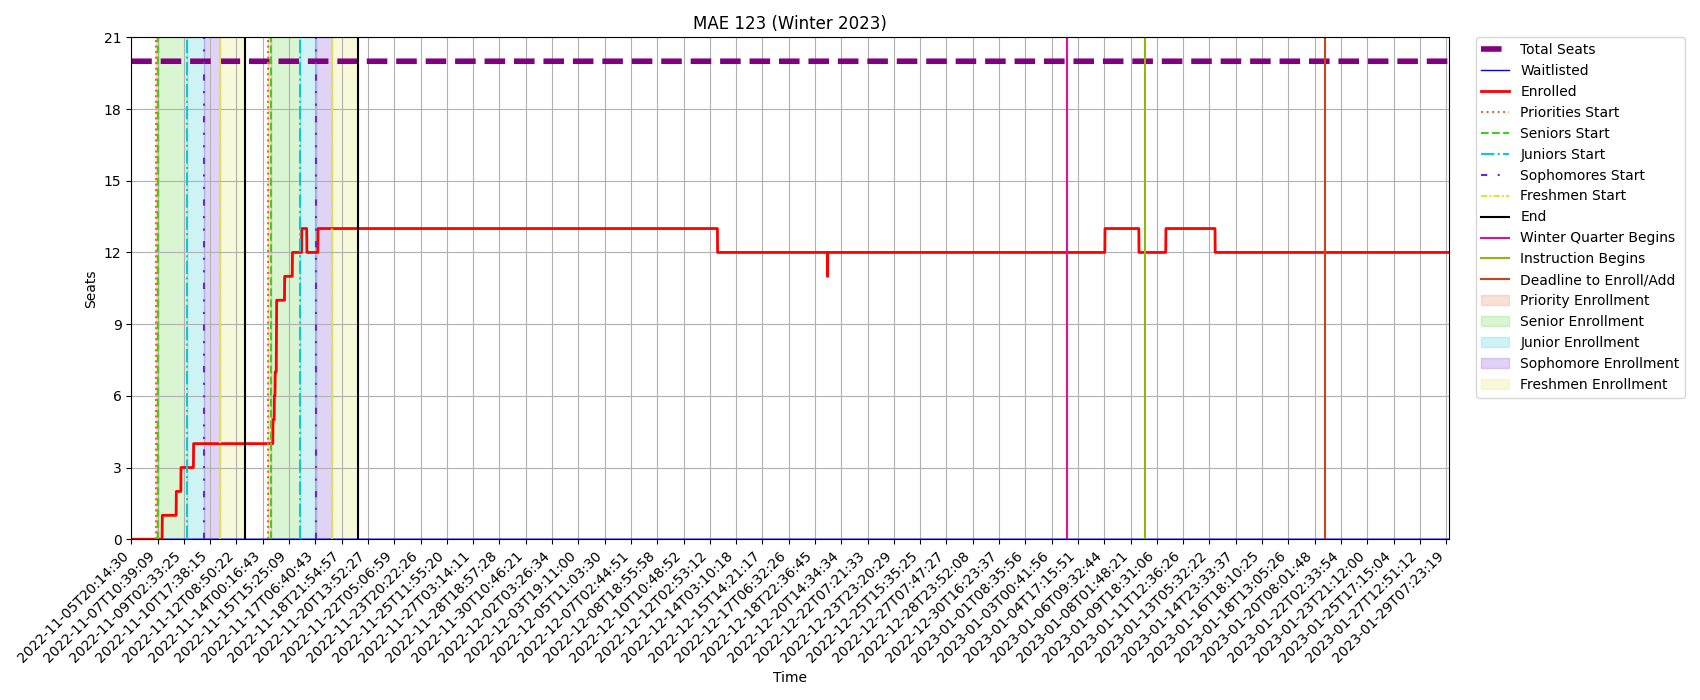 MAE 123 (Winter 2023)
21
18
15
12
9
6
3
0
Seats
2022-11-05T20:14:30
2022-11-07T10:39:09
2022-11-09T02:33:25
2022-11-10T17:38:15
2022-11-12T08:50:22
2022-11-14T00:16:43
2022-11-15T15:25:09
2022-11-17T06:40:43
2022-11-18T21:54:57
2022-11-20T13:52:27
2022-11-22T05:06:59
2022-11-23T20:22:26
2022-11-25T11:55:20
2022-11-27T03:14:11
2022-11-28T18:57:28
2022-11-30T10:46:21
2022-12-02T03:26:34
2022-12-03T19:11:00
2022-12-05T11:03:30
2022-12-07T02:44:51
2022-12-08T18:55:58
2022-12-10T10:48:52
2022-12-12T02:53:12
2022-12-14T03:10:18
2022-12-15T14:21:17
2022-12-17T06:32:26
2022-12-18T22:36:45
2022-12-20T14:34:34
2022-12-22T07:21:33
2022-12-23T23:20:29
2022-12-25T15:35:25
2022-12-27T07:47:27
2022-12-28T23:52:08
2022-12-30T16:23:37
2023-01-01T08:35:56
2023-01-03T00:41:56
2023-01-04T17:15:51
2023-01-06T09:32:44
2023-01-08T01:48:21
2023-01-09T18:31:06
2023-01-11T12:36:26
2023-01-13T05:32:22
2023-01-14T23:33:37
2023-01-16T18:10:25
2023-01-18T13:05:26
2023-01-20T08:01:48
2023-01-22T02:33:54
2023-01-23T21:12:00
2023-01-25T17:15:04
2023-01-27T12:51:12
2023-01-29T07:23:19
Time
Total Seats
Waitlisted
Enrolled
Priorities Start
Seniors Start
Juniors Start
Sophomores Start
Freshmen Start
End
Winter Quarter Begins
Instruction Begins
Deadline to Enroll/Add
Priority Enrollment
Senior Enrollment
Junior Enrollment
Sophomore Enrollment
Freshmen Enrollment